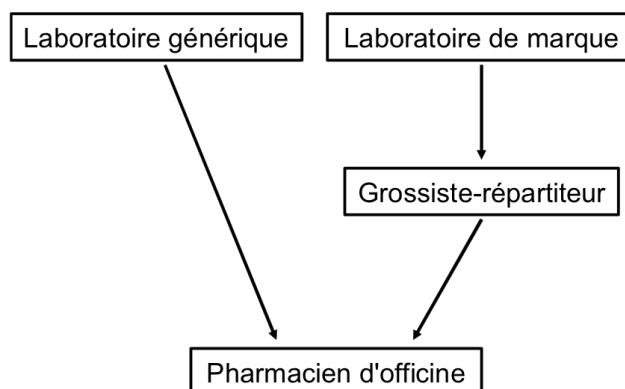 Laboratoire générique
Laboratoire de marque
Grossiste-répartiteur
Pharmacien d'officine